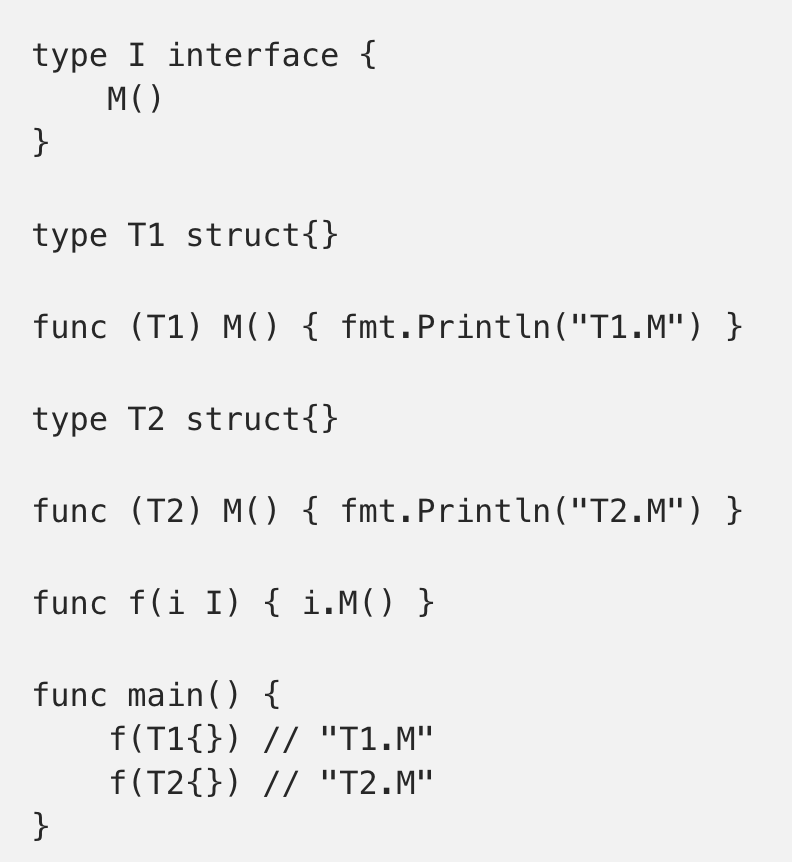 type I interface {
    M()
}

type T1 struct{}

func (T1) M() { fmt.Println("T1.M") }

type T2 struct{}

func (T2) M() { fmt.Println("T2.M") }

func f(i I) { i.M() }

func main() {
    f(T1{}) // "T1.M"
    f(T2{}) // "T2.M"
}